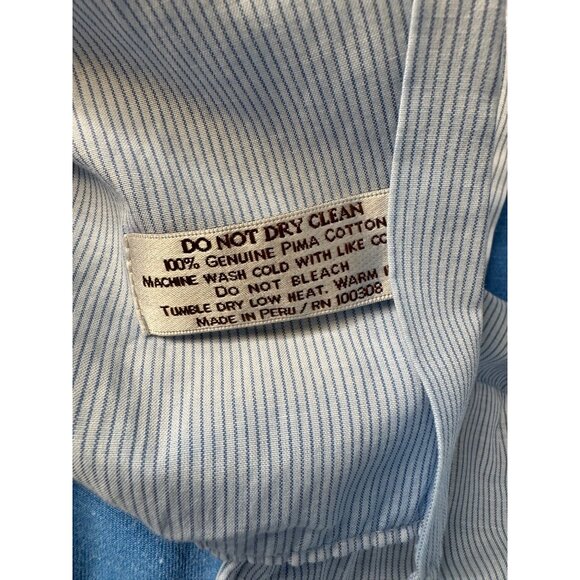 DO NOT DRY CLEAN
100% GENUINE PIMA COTTON
MACHINE WASH COLD WITH LIKE
DO NOT BLEACH
TUMBLE DRY LOW HEAT. WARM
MADE IN PERU / RN 100308